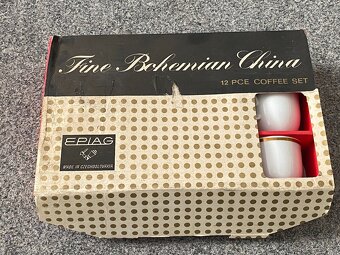 Fine Bohemian China
12 PCE COFFEE SET
EPIAG
MADE IN CZECHOSLOVAKIA